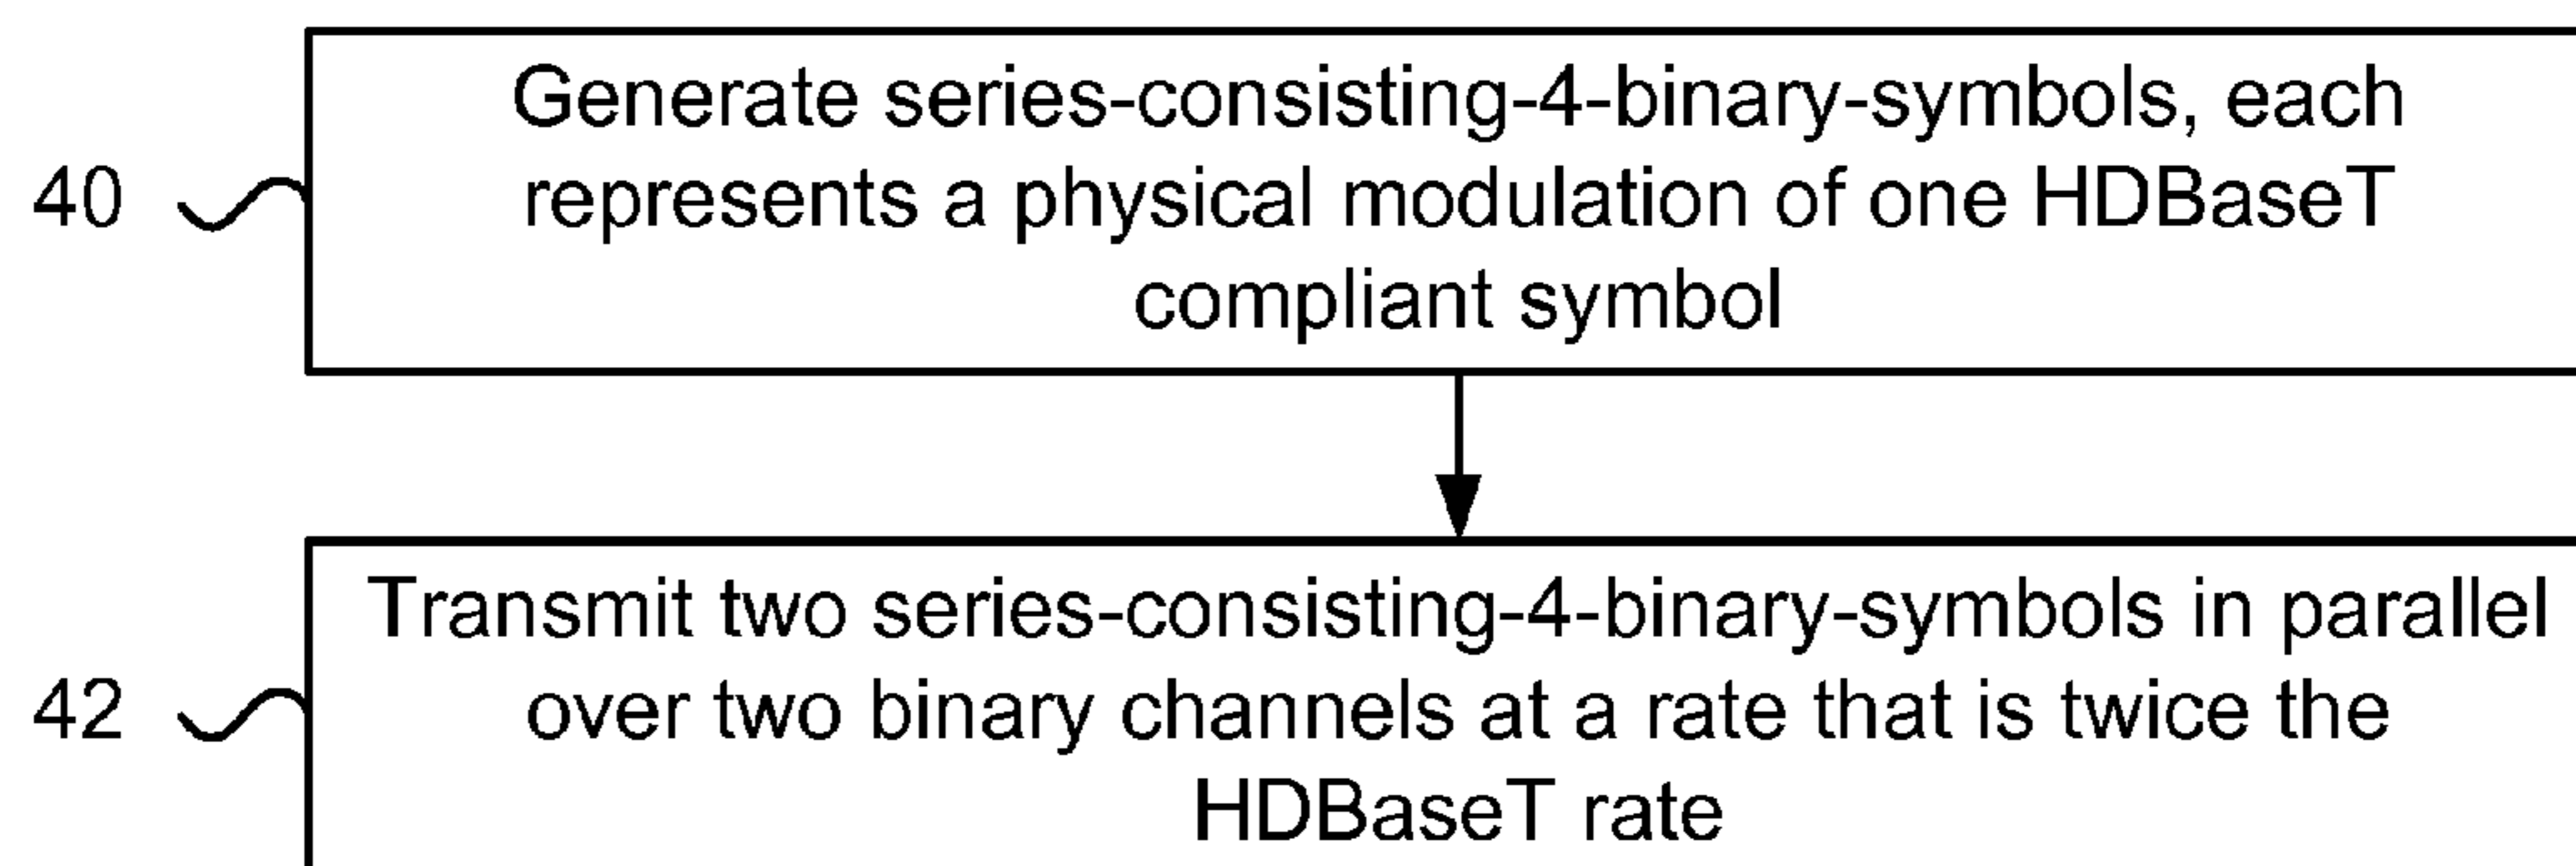 Generate series-consisting-4-binary-symbols, each
40 represents a physical modulation of one HDBaseT
compliant symbol
Transmit two series-consisting-4-binary-symbols in parallel
42 over two binary channels at a rate that is twice the
HDBaseT rate